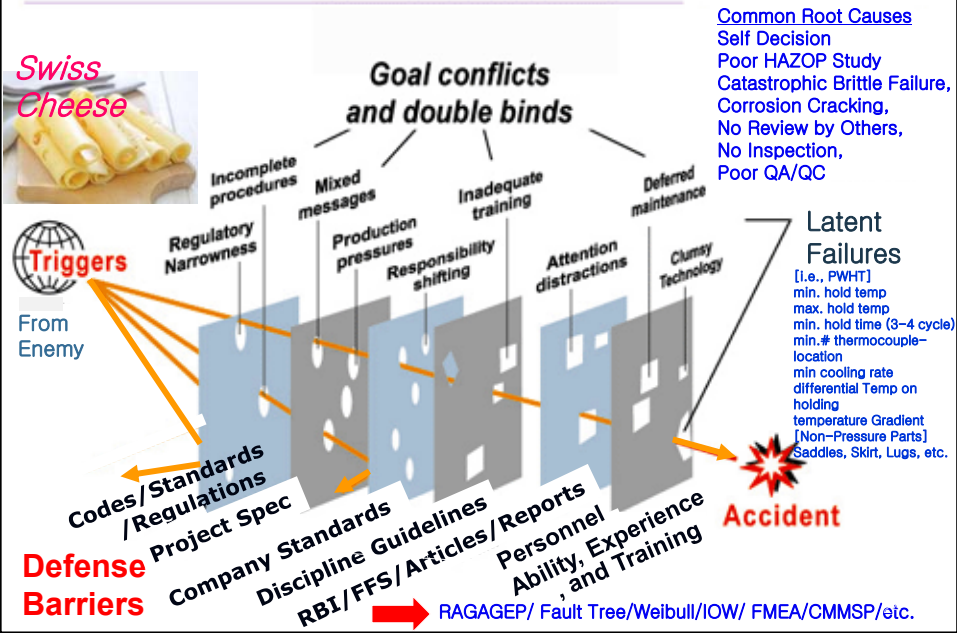 Common Root Causes
Self Decision
Poor HAZOP Study
Catastrophic Brittle Failure,
Corrosion Cracking,
No Review by Others,
No Inspection,
Poor QA/QC
Swiss
Cheese
Goal conflicts
and double binds
Incomplete
procedures
Mixed
messages
Inadequate
training
Deferred
maintenance
Regulatory
Narrowness
Production
pressures
Responsibility
shifting
Attention
distractions
Clumsy
Technology
Triggers
From
Enemy
Latent
Failures
[i.e., PWHT]
min. hold temp
max. hold temp
min. hold time (3-4 cycle)
min.# thermocouple-
location
min cooling rate
differential Temp on
holding
temperature Gradient
[Non-Pressure Parts]
Saddles, Skirt, Lugs, etc.
Accident
Codes/Standards
/Regulations
Project Spec
Company Standards
Discipline Guidelines
RBI/FFS/Articles/Reports
Personnel
Ability, Experience
, and Training
Defense
Barriers
RAGAGEP/ Fault Tree/Weibull/IOW/ FMEA/CMMSP/etc.